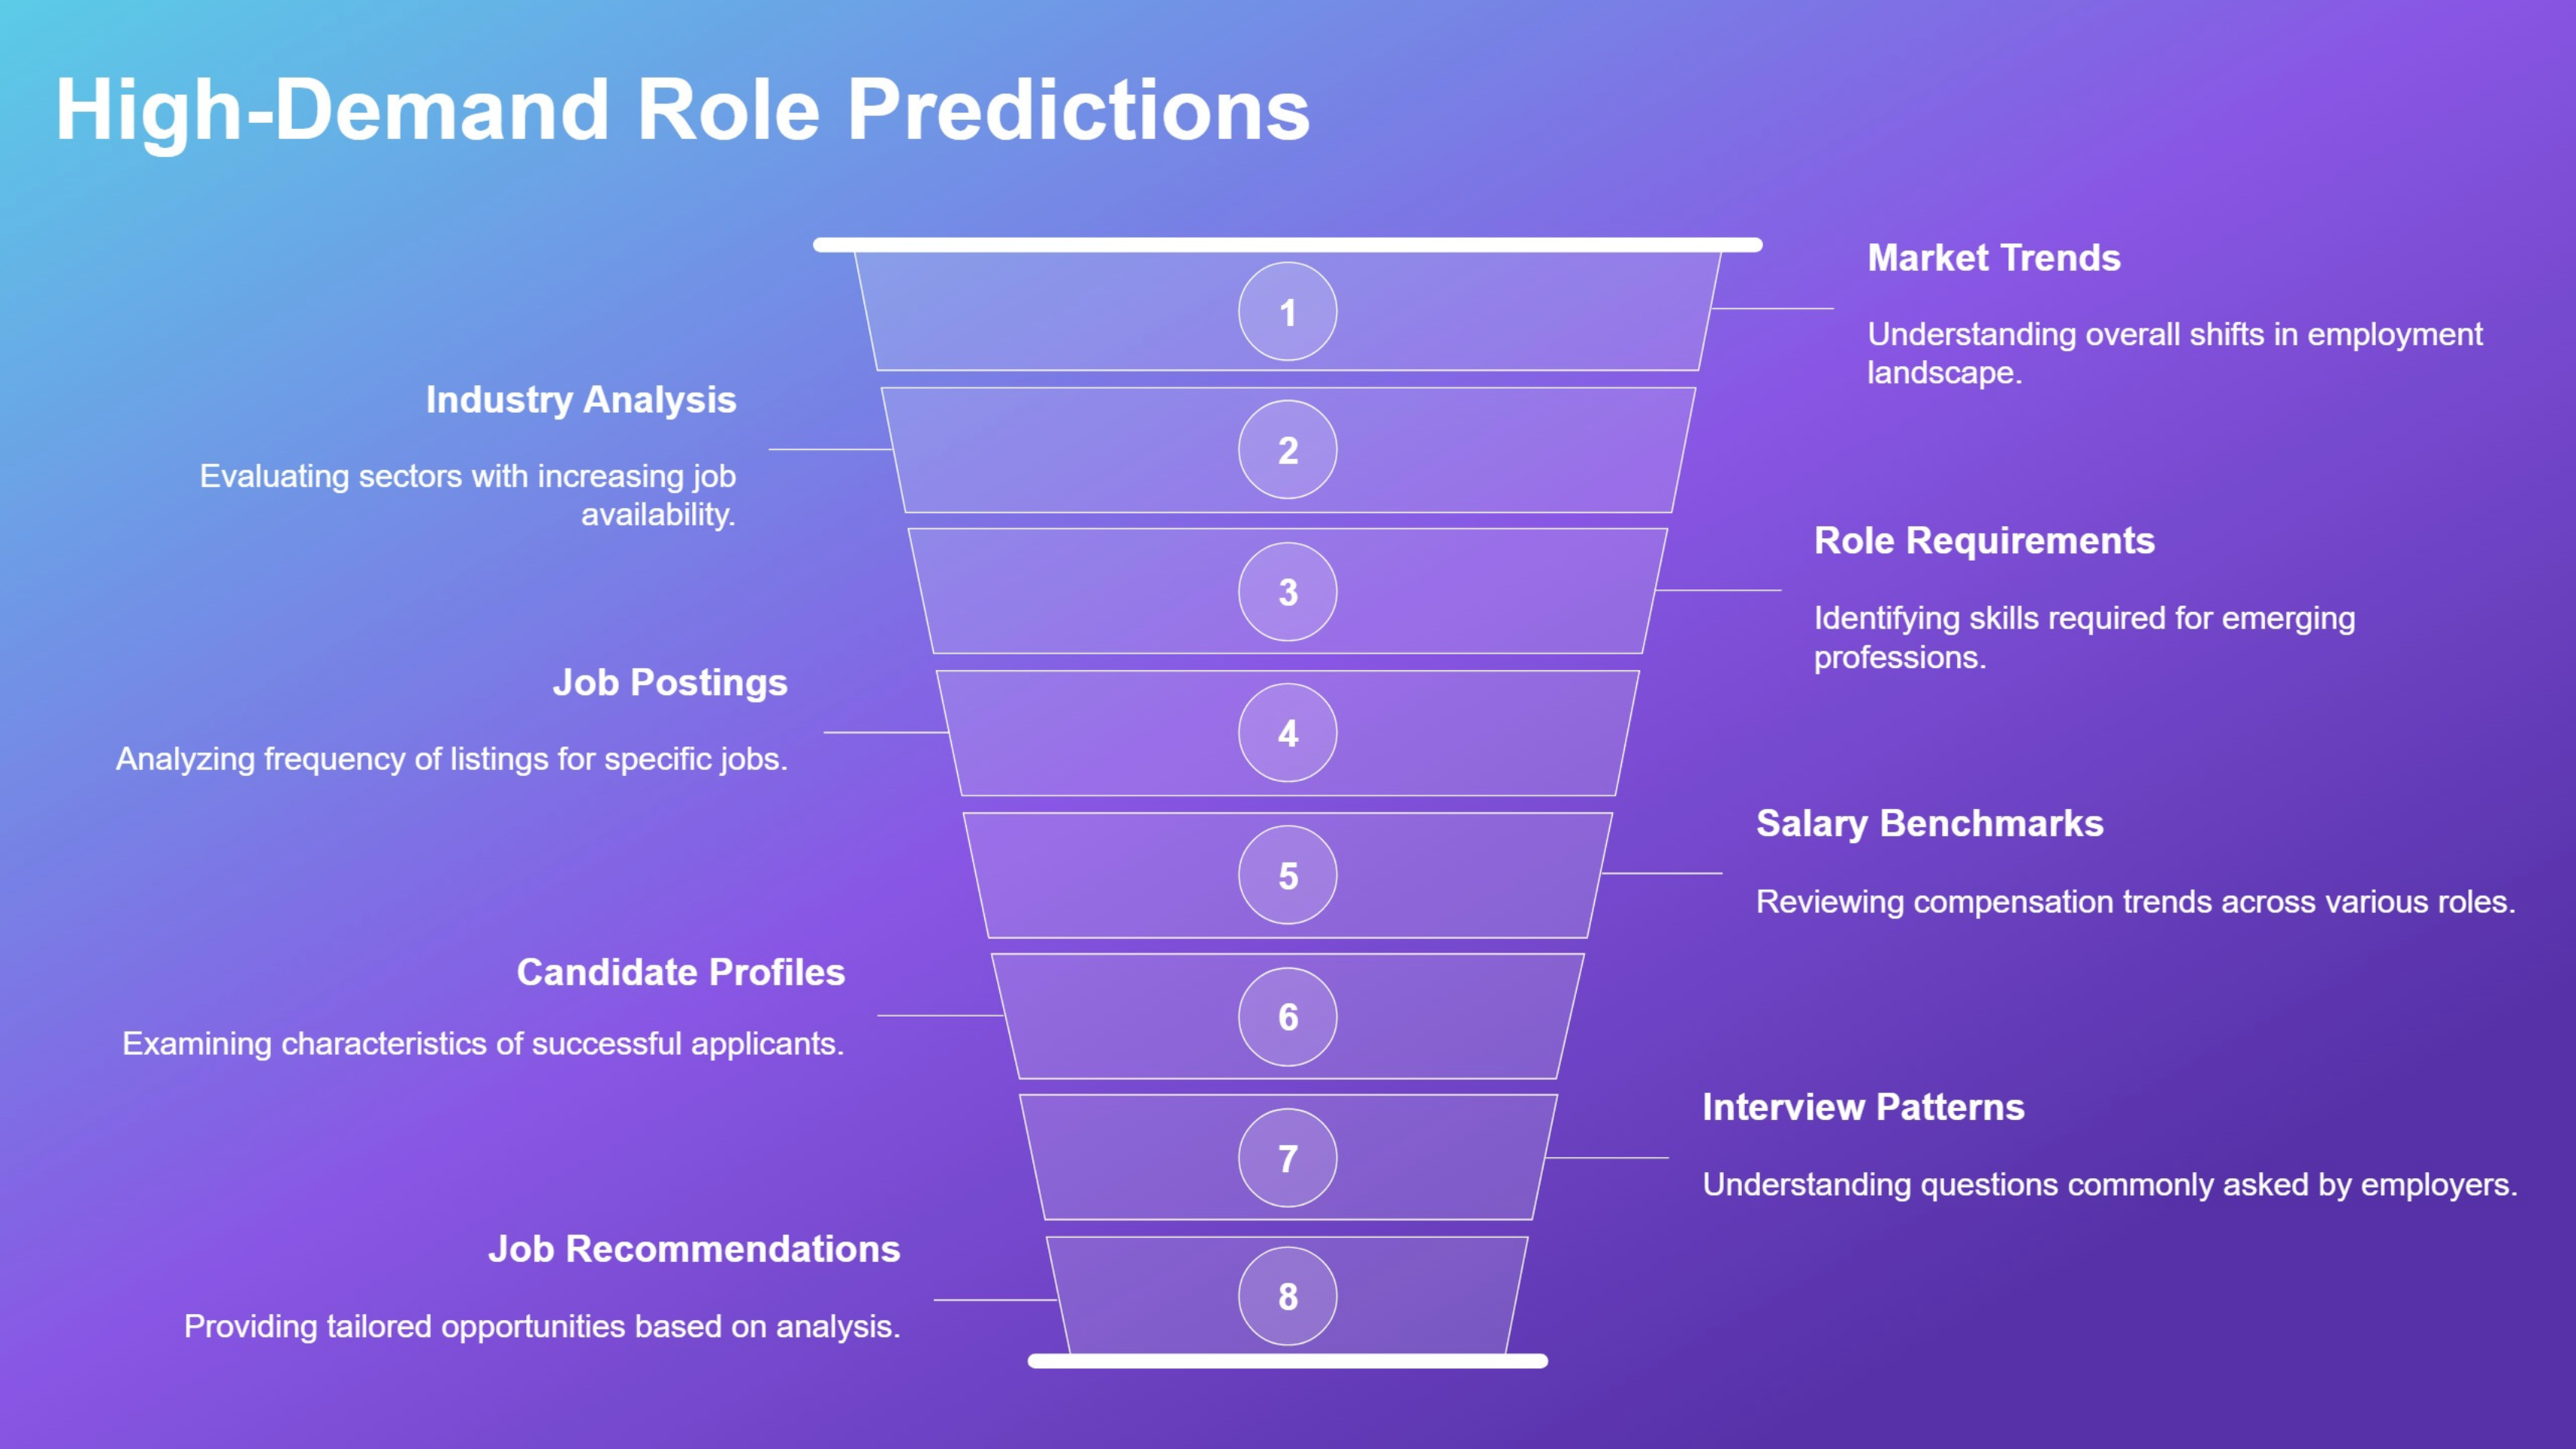 High-Demand Role Predictions
1
Market Trends
Understanding overall shifts in employment
landscape.
2
Industry Analysis
Evaluating sectors with increasing job
availability.
3
Role Requirements
Identifying skills required for emerging
professions.
4
Job Postings
Analyzing frequency of listings for specific jobs.
5
Salary Benchmarks
Reviewing compensation trends across various roles.
6
Candidate Profiles
Examining characteristics of successful applicants.
7
Interview Patterns
Understanding questions commonly asked by employers.
8
Job Recommendations
Providing tailored opportunities based on analysis.